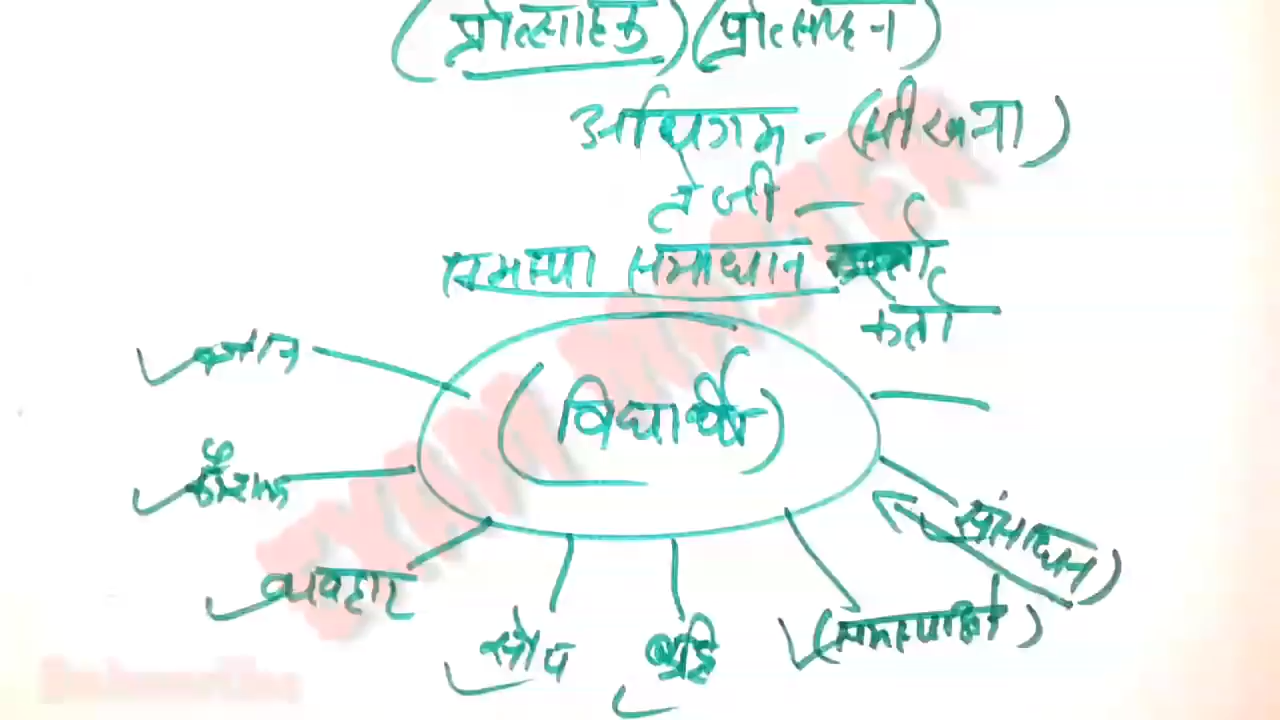 (प्रोत्साहक) (प्रोत्साहन)
अधिगम - (सीखना)
तेजी -
समस्या समाधान
कर्ता
(विद्यार्थी)
कौशल
व्यवहार
सोच
बुद्धि
संसाधन)